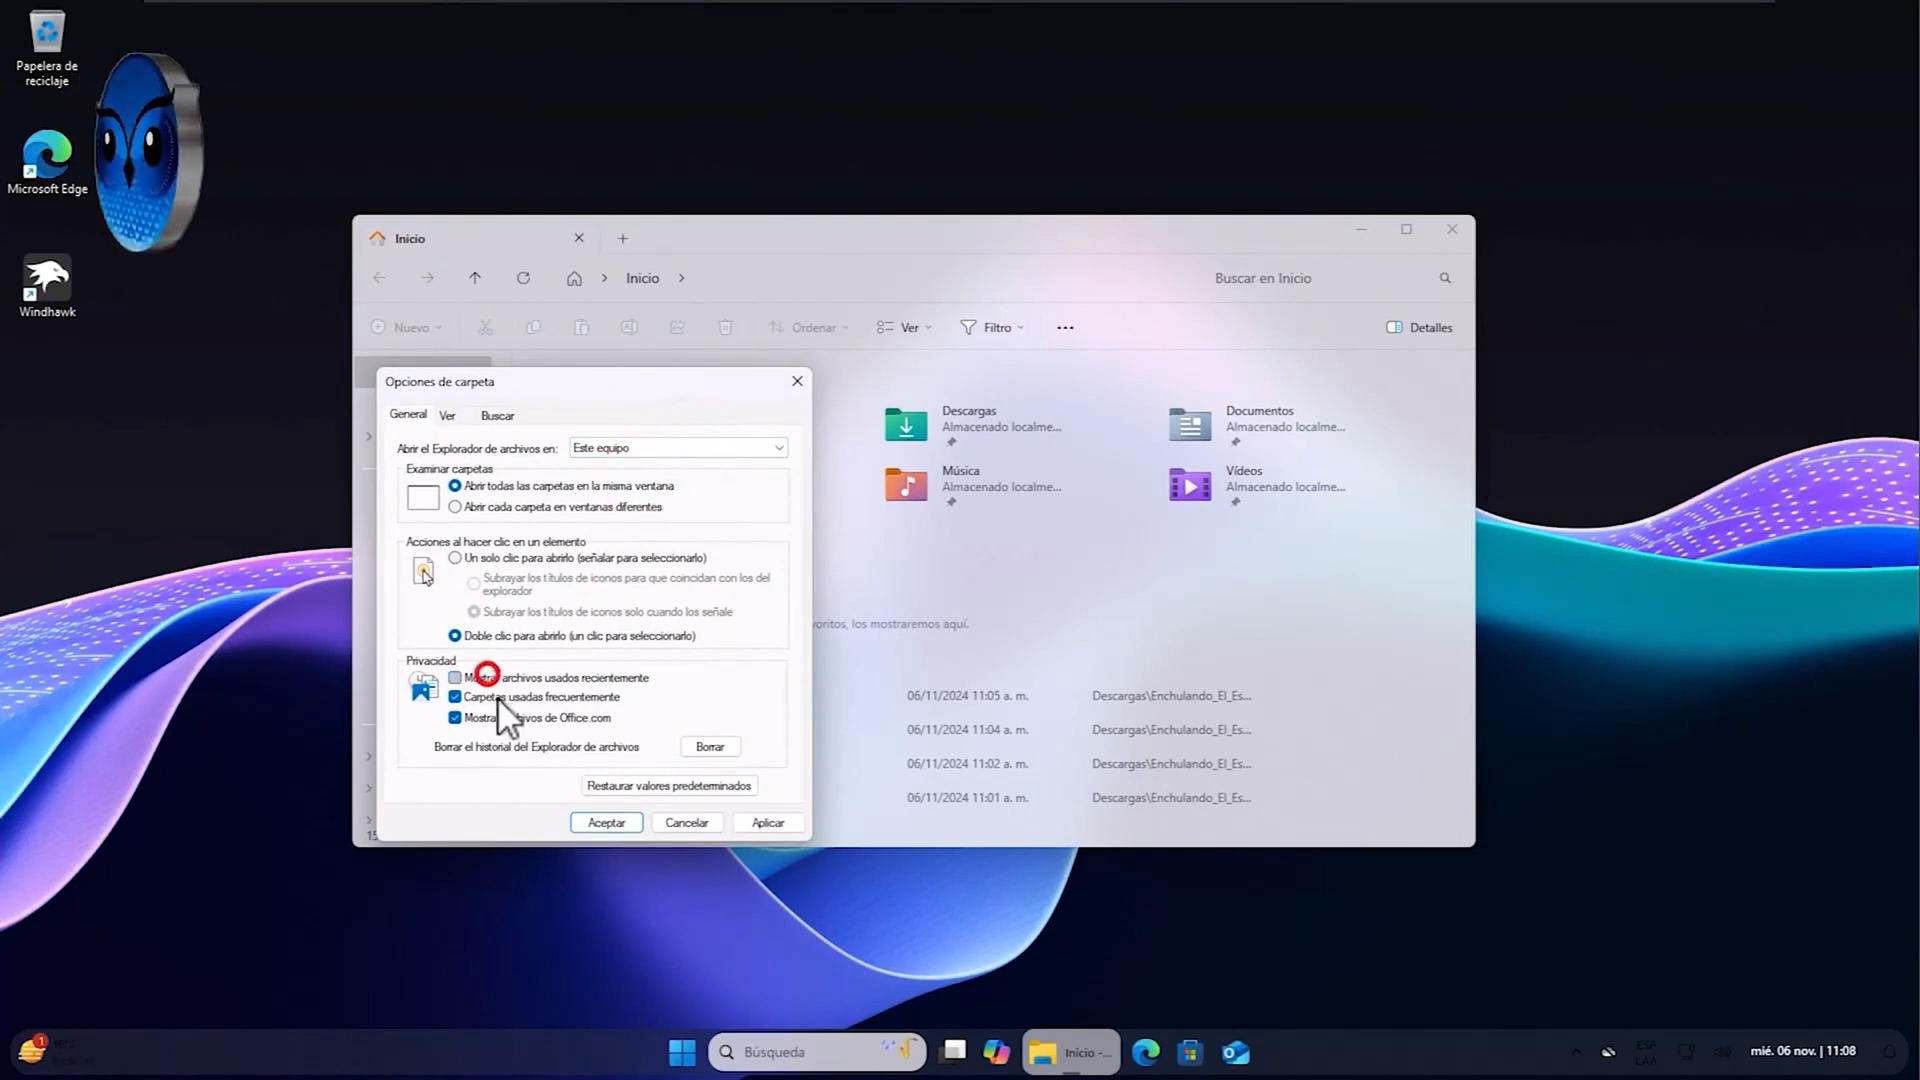 Papelera de
reciclaje
Microsoft Edge
Windhawk
Inicio
Inicio
Buscar en Inicio
Nuevo
Ordenar
Ver
Filtro
Detalles
Opciones de carpeta
General
Ver
Buscar
Abrir el Explorador de archivos en:
Este equipo
Examinar carpetas
Abrir todas las carpetas en la misma ventana
Abrir cada carpeta en ventanas diferentes
Acciones al hacer clic en un elemento
Un solo clic para abrirlo (señalar para seleccionarlo)
Subrayar los títulos de iconos para que coincidan con los del
explorador
Subrayar los títulos de iconos solo cuando los señale
Doble clic para abrirlo (un clic para seleccionarlo)
Privacidad
archivos usados recientemente
Carpetas usadas frecuentemente
de Office.com
Borrar el historial del Explorador de archivos
Borrar
Restaurar valores predeterminados
Aceptar
Cancelar
Aplicar
Descargas
Almacenado localme...
Documentos
Almacenado localme...
Música
Almacenado localme...
Vídeos
Almacenado localme...
los mostraremos aquí.
06/11/2024 11:05 a. m.
Descargas\Enchulando_El_Es...
06/11/2024 11:04 a. m.
Descargas\Enchulando_El_Es...
06/11/2024 11:02 a. m.
Descargas\Enchulando_El_Es...
06/11/2024 11:01 a. m.
Descargas\Enchulando_El_Es...
1
Búsqueda
Inicio -...
ESP
LAA
mié. 06 nov. | 11:08